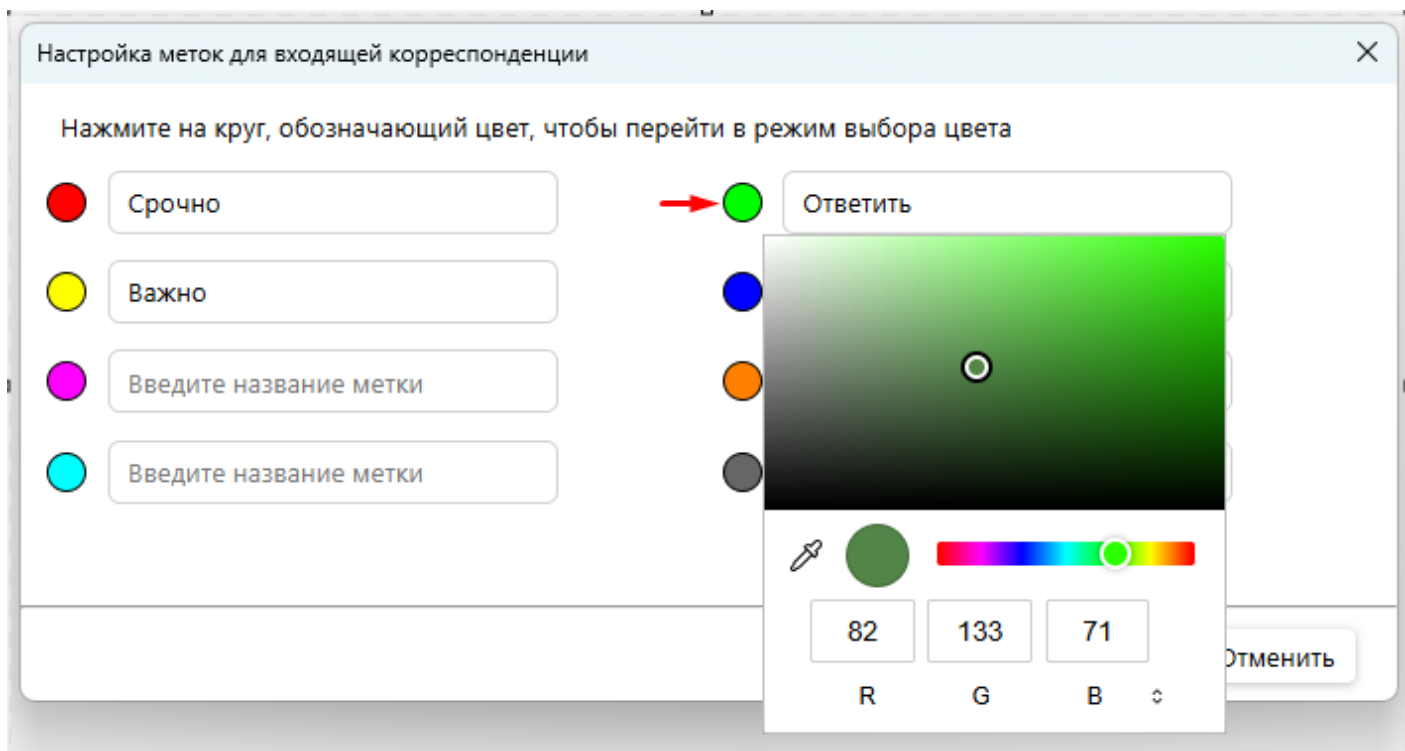 Настройка меток для входящей корреспонденции
Нажмите на круг, обозначающий цвет, чтобы перейти в режим выбора цвета
Срочно
Ответить
Важно
Введите название метки
Введите название метки
82 133 71
R G B
Отменить